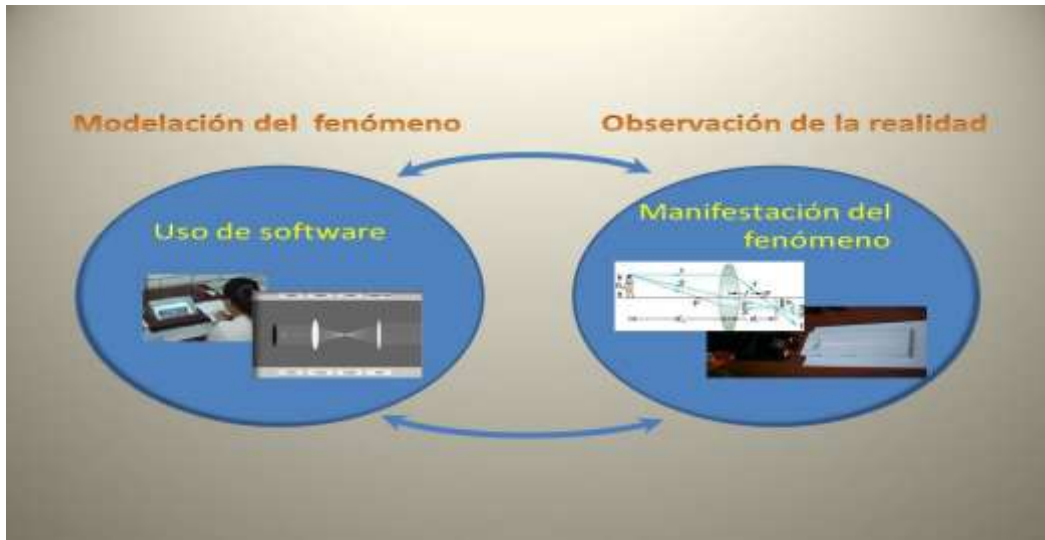 Modelación del fenómeno
Observación de la realidad
Uso de software
Manifestación del
fenómeno